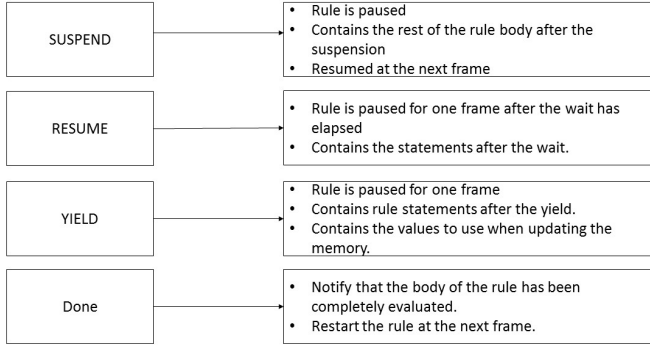 SUSPEND
• Rule is paused
• Contains the rest of the rule body after the
suspension
• Resumed at the next frame
RESUME
• Rule is paused for one frame after the wait has
elapsed
• Contains the statements after the wait.
YIELD
• Rule is paused for one frame
• Contains rule statements after the yield.
• Contains the values to use when updating the
memory.
Done
• Notify that the body of the rule has been
completely evaluated.
• Restart the rule at the next frame.